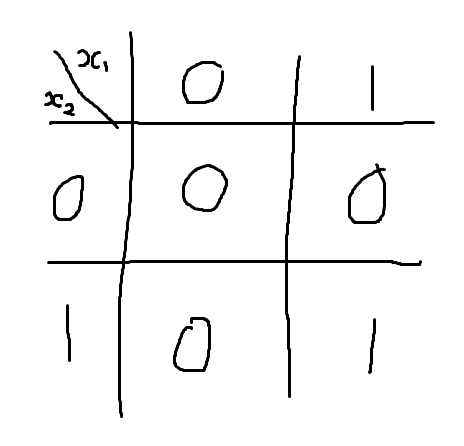 x₁ 0 1
x₂
0 0 0
1 0 1